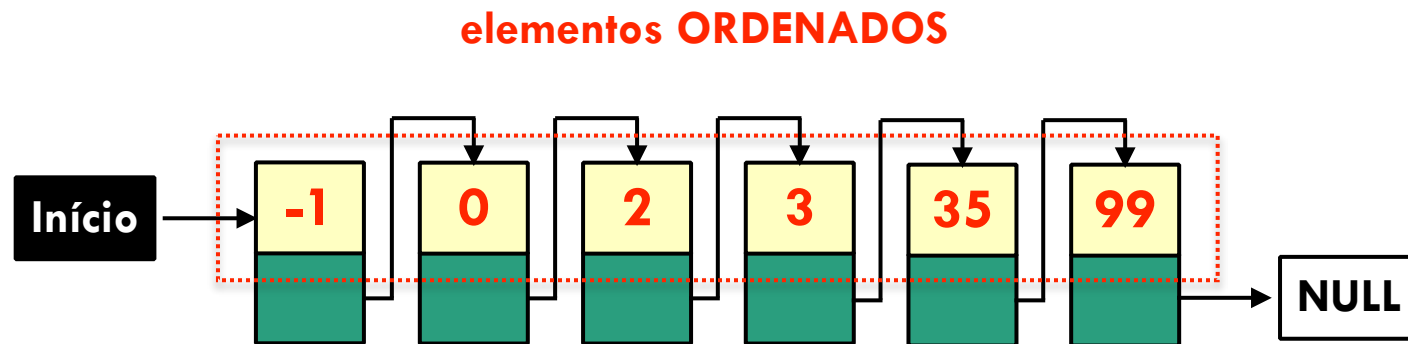 elementos ORDENADOS
Início -1 0 2 3 35 99 NULL